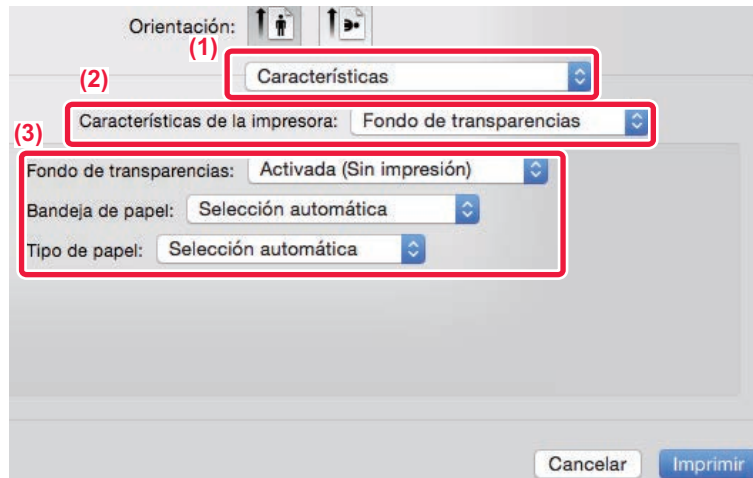 Orientación:
(1)
Características
(2)
Características de la impresora: Fondo de transparencias
(3)
Fondo de transparencias: Activada (Sin impresión)
Bandeja de papel: Selección automática
Tipo de papel: Selección automática
Cancelar Imprimir